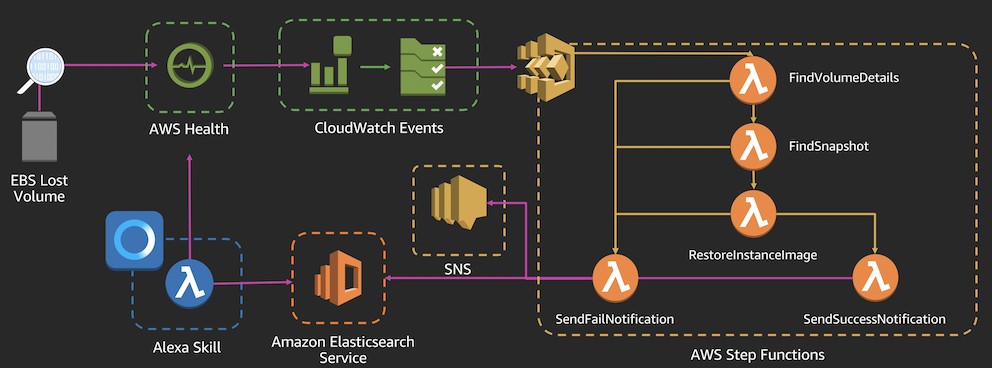 FindVolumeDetails
AWS Health
CloudWatch Events
FindSnapshot
EBS Lost
Volume
RestoreInstanceImage
SNS
SendFailNotification
SendSuccessNotification
Alexa Skill
Amazon Elasticsearch
Service
AWS Step Functions